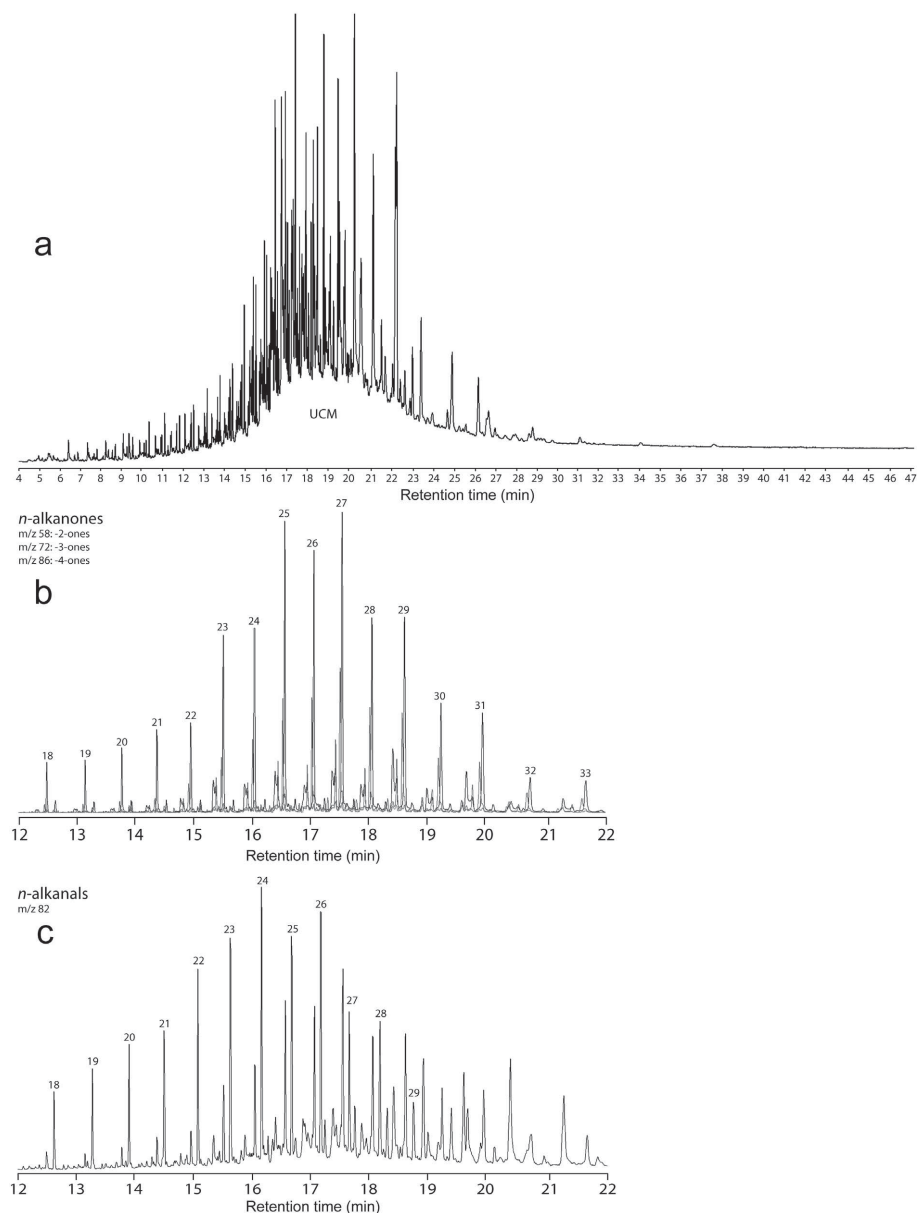 a
UCM
4 5 6 7 8 9 10 11 12 13 14 15 16 17 18 19 20 21 22 23 24 25 26 27 28 29 30 31 32 33 34 35 36 37 38 39 40 41 42 43 44 45 46 47
Retention time (min)
n-alkanones
m/z 58: -2-ones
m/z 72: -3-ones
m/z 86: -4-ones
b
18 19 20 21 22 23 24 25 26 27 28 29 30 31 32 33
12 13 14 15 16 17 18 19 20 21 22
Retention time (min)
n-alkanals
m/z 82
c
18 19 20 21 22 23 24 25 26 27 28 29
12 13 14 15 16 17 18 19 20 21 22
Retention time (min)